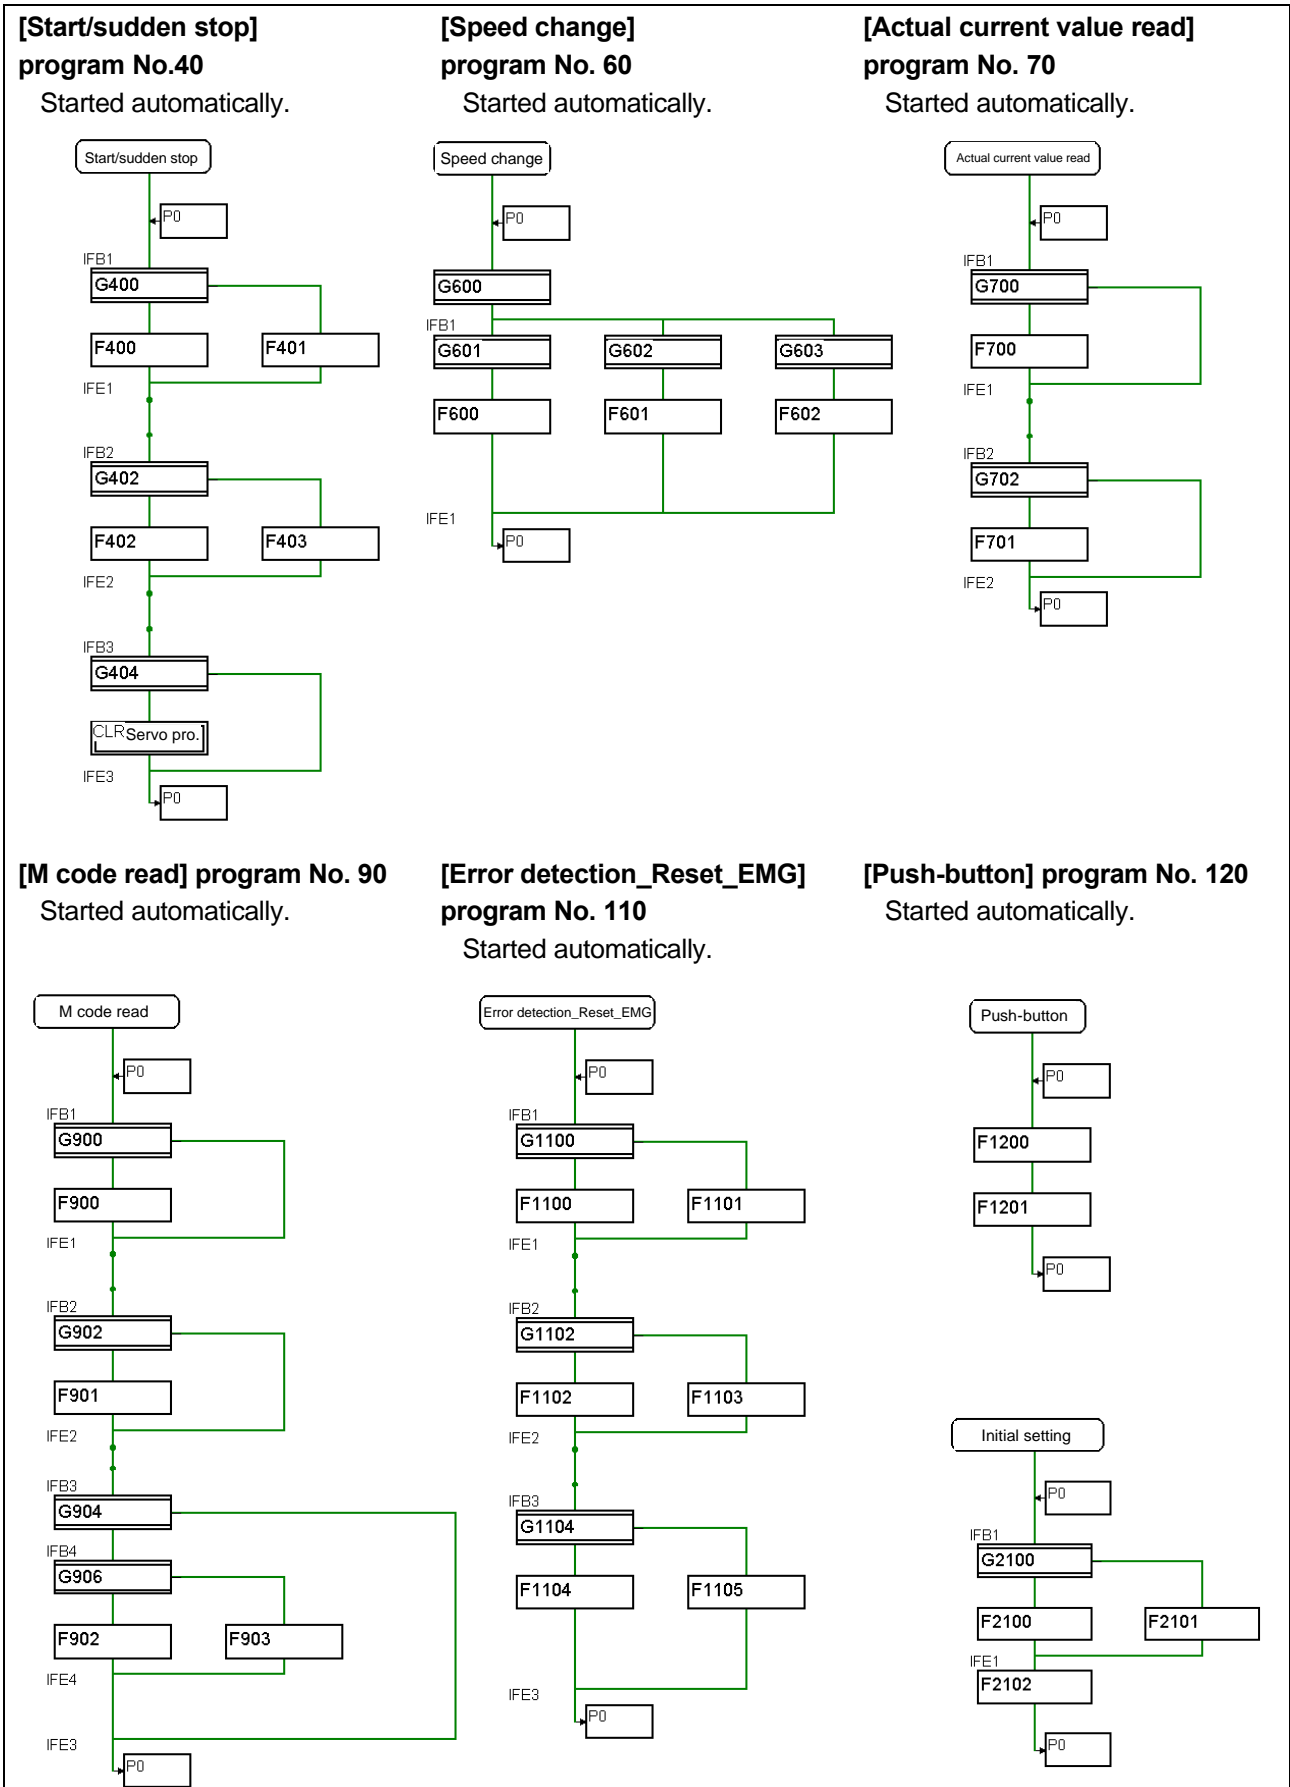 [Start/sudden stop]
program No.40
Started automatically.
Start/sudden stop
P0
IFB1
G400
F400
F401
IFE1
IFB2
G402
F402
F403
IFE2
IFB3
G404
CLR Servo pro.
IFE3
P0
[Speed change]
program No. 60
Started automatically.
Speed change
P0
G600
IFB1
G601
G602
G603
F600
F601
F602
IFE1
P0
[Actual current value read]
program No. 70
Started automatically.
Actual current value read
P0
IFB1
G700
F700
IFE1
IFB2
G702
F701
IFE2
P0
[M code read] program No. 90
Started automatically.
M code read
P0
IFB1
G900
F900
IFE1
IFB2
G902
F901
IFE2
IFB3
G904
IFB4
G906
F902
F903
IFE4
IFE3
P0
[Error detection_Reset_EMG]
program No. 110
Started automatically.
Error detection_Reset_EMG
P0
IFB1
G1100
F1100
F1101
IFE1
IFB2
G1102
F1102
F1103
IFE2
IFB3
G1104
F1104
F1105
IFE3
P0
[Push-button] program No. 120
Started automatically.
Push-button
P0
F1200
F1201
P0
Initial setting
P0
IFB1
G2100
F2100
F2101
IFE1
F2102
P0